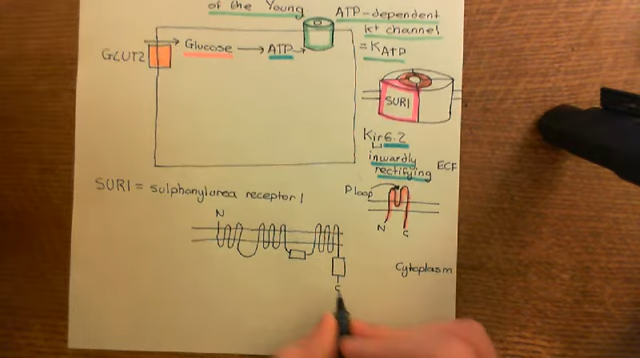 of the Young
ATP-dependent
K+ channel
= KATP
GLUT2
Glucose
ATP
SUR1
Kir6.2
inwardly
rectifying
ECF
P loop
N
C
SUR1 = sulphonylurea receptor 1
N
Cytoplasm
C